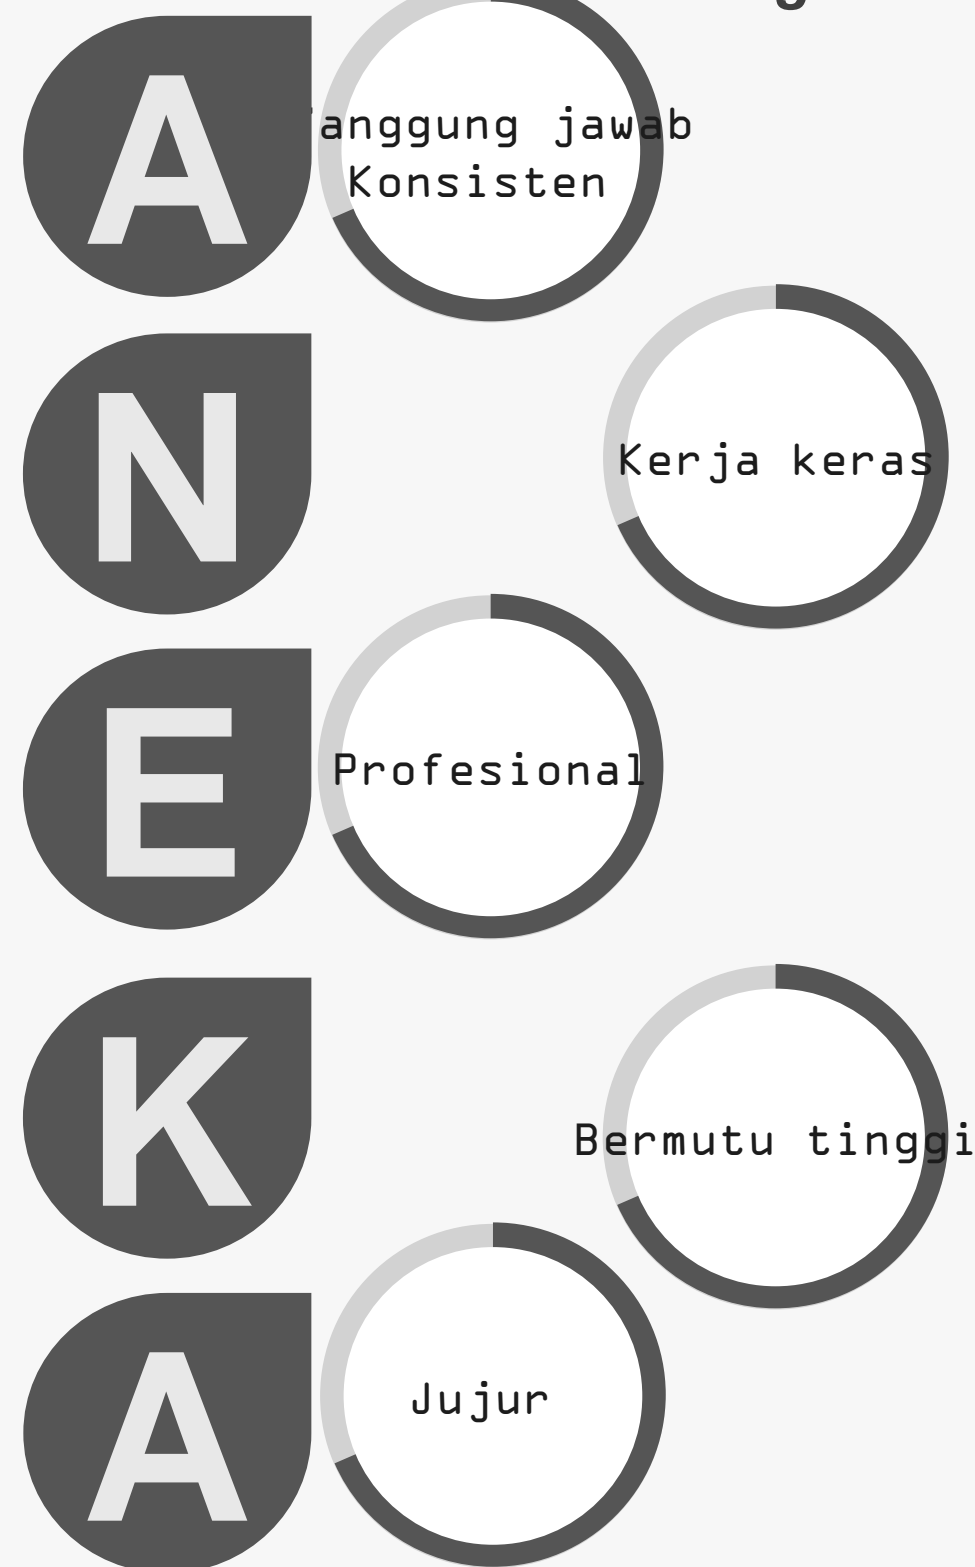 A
Tanggung jawab
Konsisten
N
Kerja keras
E
Profesional
K
Bermutu tinggi
A
Jujur